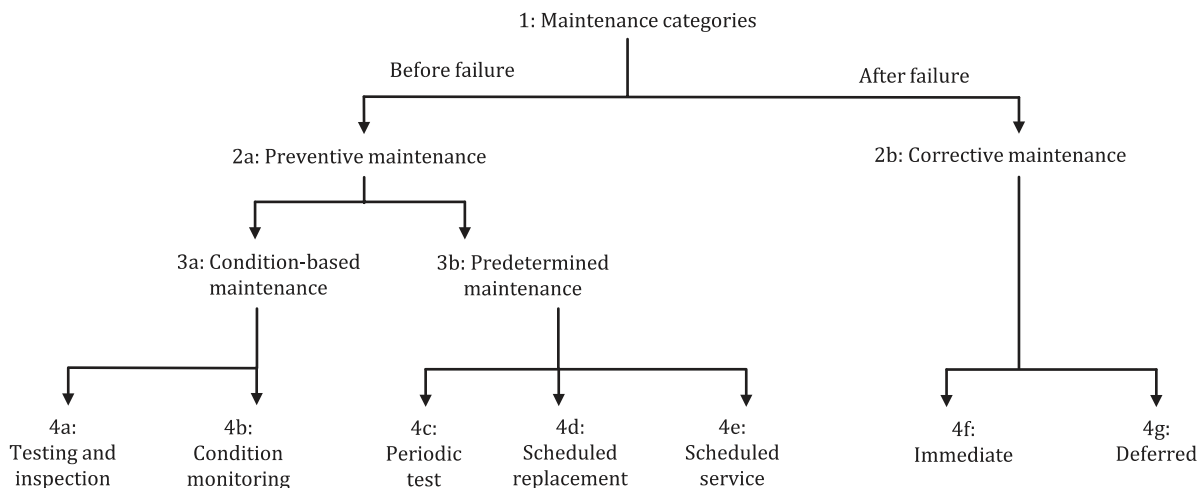 1: Maintenance categories
Before failure
After failure
2a: Preventive maintenance
2b: Corrective maintenance
3a: Condition-based
maintenance
3b: Predetermined
maintenance
4a:
Testing and
inspection
4b:
Condition
monitoring
4c:
Periodic
test
4d:
Scheduled
replacement
4e:
Scheduled
service
4f:
Immediate
4g:
Deferred